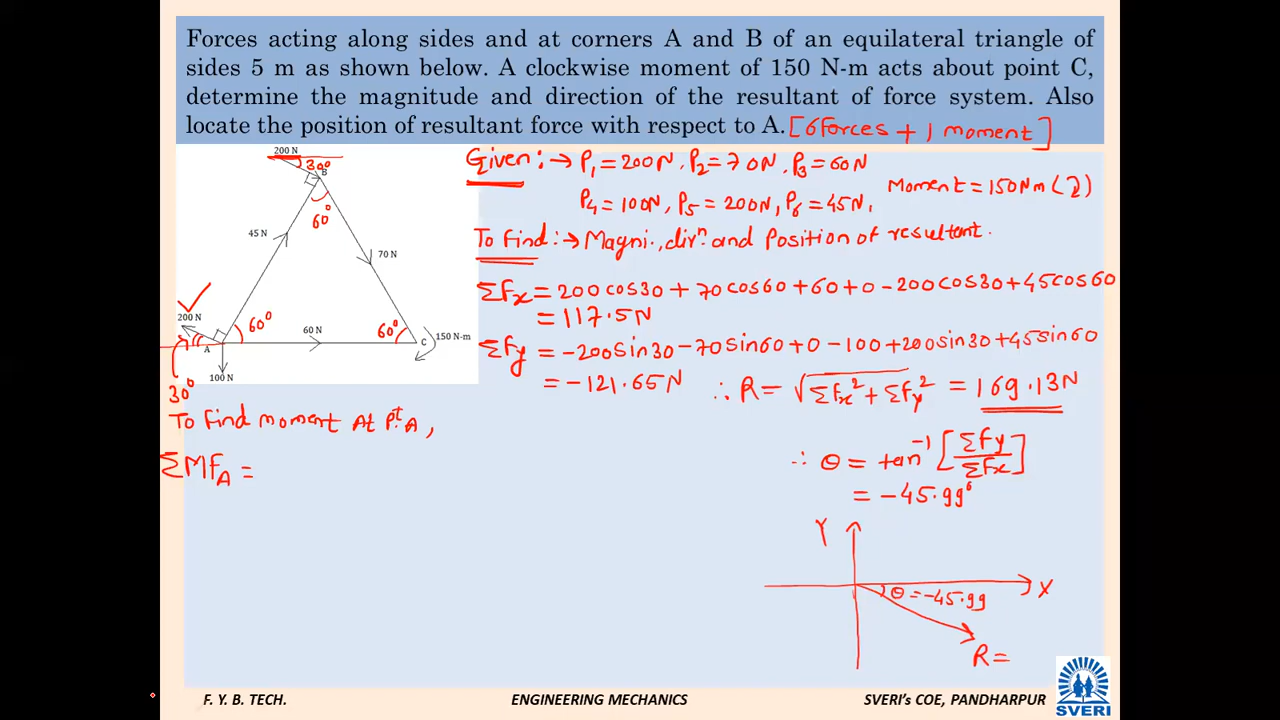 Forces acting along sides and at corners A and B of an equilateral triangle of
sides 5 m as shown below. A clockwise moment of 150 N-m acts about point C,
determine the magnitude and direction of the resultant of force system. Also
locate the position of resultant force with respect to A. [6 Forces + 1 moment]
200 N
30°
B
60°
45 N
70 N
200 N
60°
60 N
60°
C
150 N-m
A
100 N
30°
Given :→ P1 = 200N, P2 = 70N, P3 = 60N
P4 = 100N, P5 = 200N, P6 = 45N,
Moment = 150Nm (↻)
To Find :→ Magni., dirⁿ and Position of resultant.
ΣFx = 200cos30 + 70cos60 + 60 + 0 - 200cos30 + 45cos60
= 117.5N
ΣFy = -200sin30 - 70sin60 + 0 - 100 + 200sin30 + 45sin60
= -121.65N
∴ R = √ΣFx² + ΣFy² = 169.13N
∴ θ = tan⁻¹ [ΣFy/ΣFx]
= -45.99°
To Find moment At Pt. A,
ΣMFA =
Y
X
θ = -45.99
R =
F. Y. B. TECH. ENGINEERING MECHANICS SVERI's COE, PANDHARPUR
SVERI